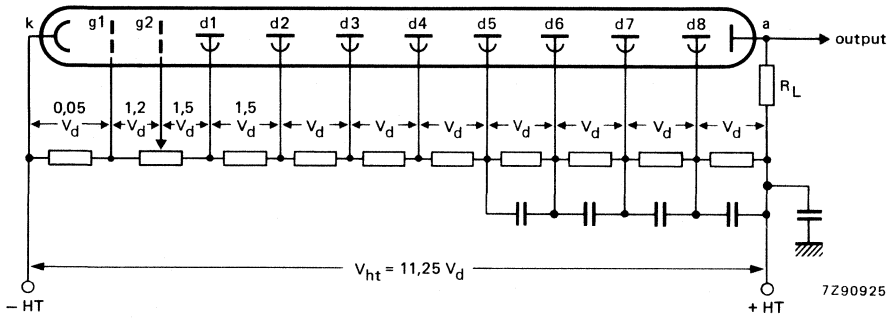 k g1 g2 d1 d2 d3 d4 d5 d6 d7 d8 a
output
R_L
0,05 V_d 1,2 V_d 1,5 V_d 1,5 V_d V_d V_d V_d V_d V_d V_d V_d
V_ht = 11,25 V_d
7Z90925
– HT + HT